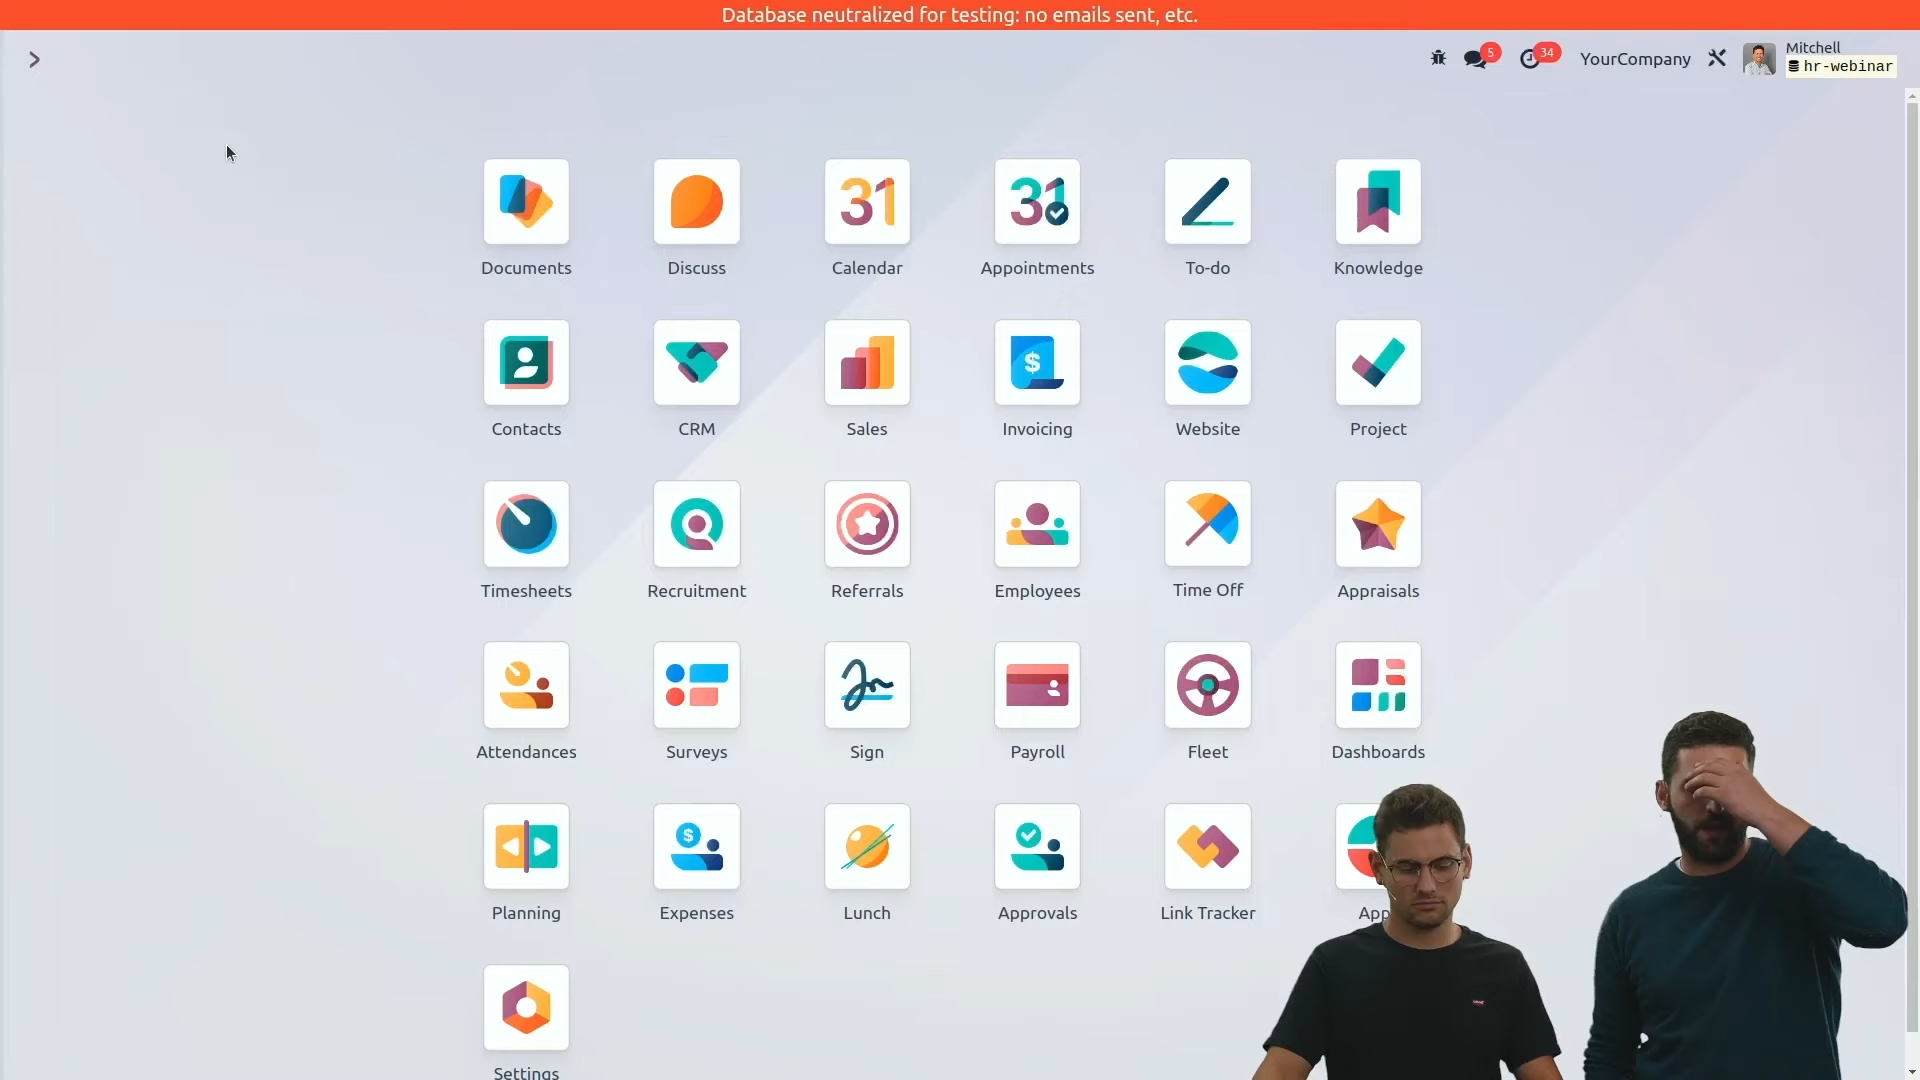 Database neutralized for testing: no emails sent, etc.
5
34
YourCompany
Mitchell
hr-webinar
31
31
Documents
Discuss
Calendar
Appointments
To-do
Knowledge
$
Contacts
CRM
Sales
Invoicing
Website
Project
Timesheets
Recruitment
Referrals
Employees
Time Off
Appraisals
Attendances
Surveys
Sign
Payroll
Fleet
Dashboards
$
Planning
Expenses
Lunch
Approvals
Link Tracker
App
Settings